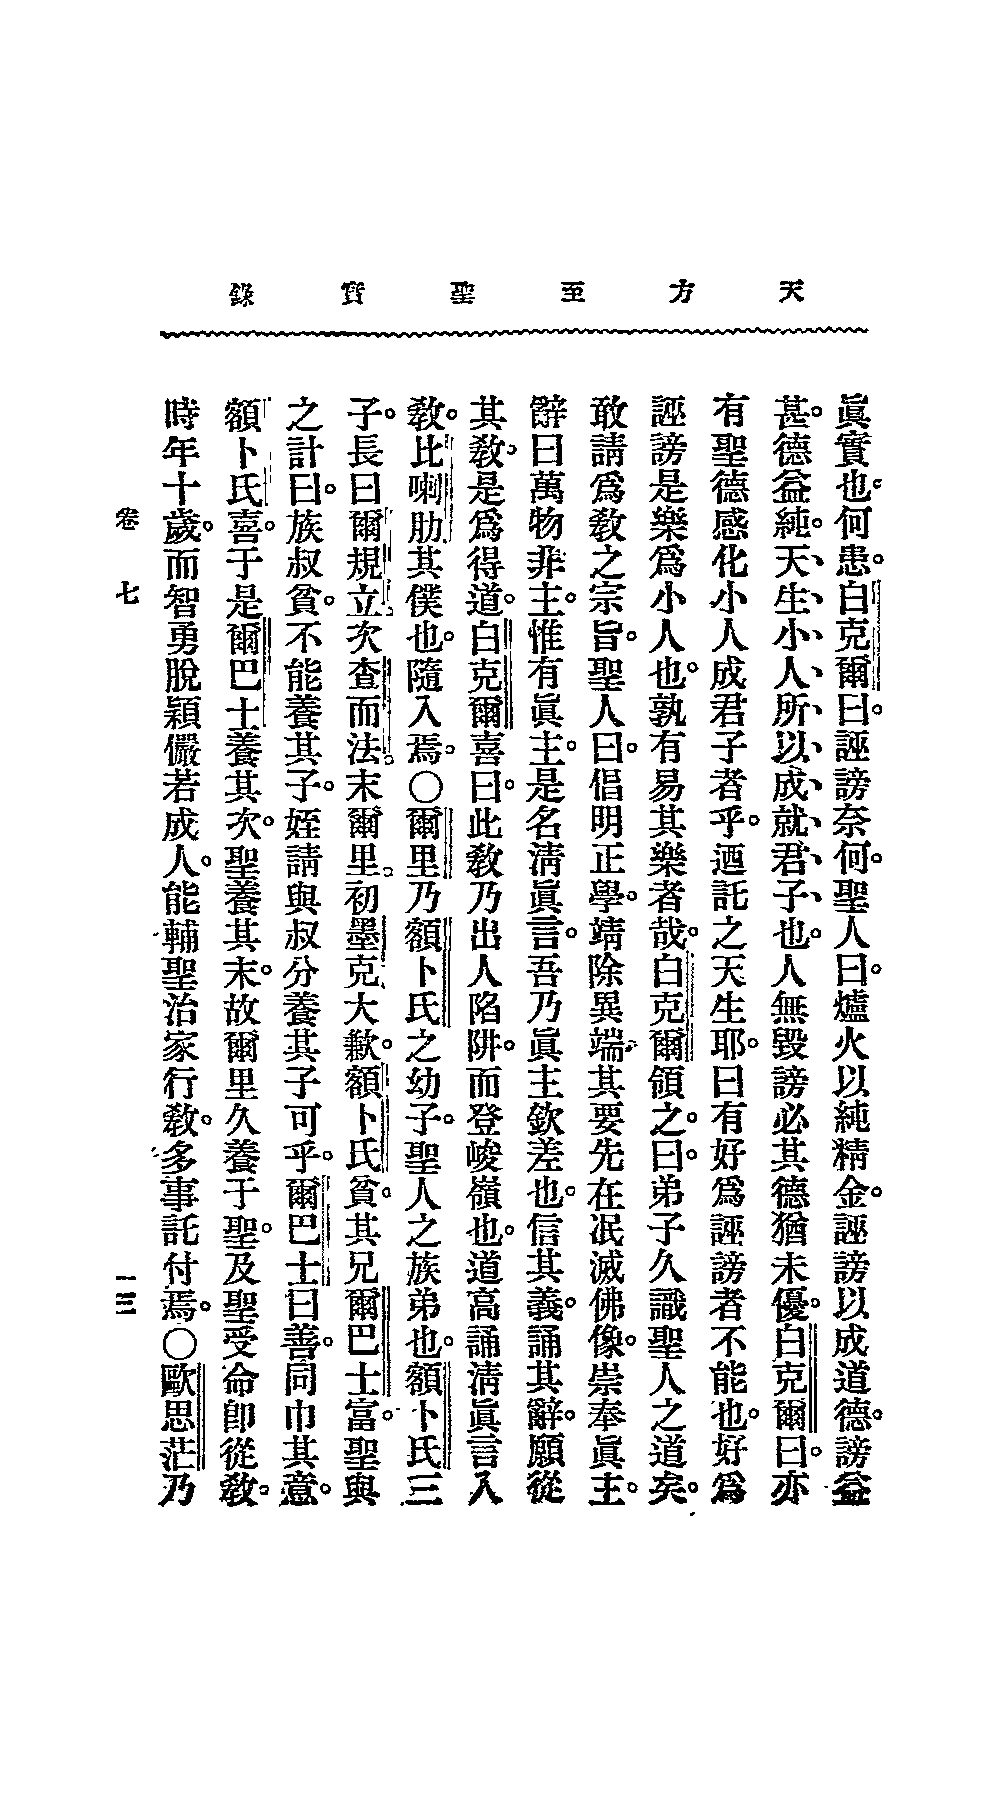 天方至聖實錄
眞實也。何患。白克爾曰。誣謗奈何。聖人曰。爐火以純精金。誣謗以成道德。謗益
甚。德益純。天、生、小、人、所、以、成、就、君、子、也。人無毀謗必其德猶未優。白克爾曰。亦
有聖德感化小人成君子者乎。迺託之天生耶。曰有好爲誣謗者不能也。好爲
誣謗是樂爲小人也。孰有易其樂者哉。白克爾領之。曰。弟子久識聖人之道矣。
敢請爲教之宗旨。聖人曰。倡明正學。靖除異端。其要先在泯滅佛像。崇奉眞主。
辭曰萬物非主。惟有眞主。是名淸眞言。吾乃眞主欽差也。信其義。誦其辭。願從
其教。是爲得道。白克爾喜曰。此教乃出人陷阱。而登峻嶺也。道高誦淸眞言入
教。比喇肋其僕也。隨入焉。〇爾里乃額卜氏之幼子。聖人之族弟也。額卜氏三
子。長曰爾規立次查而法。末爾里。初墨克大歉。額卜氏貧。其兄爾巴士富。聖與
之計曰。族叔貧。不能養其子。姪請與叔分養其子可乎。爾巴士曰善。同巾其意。
額卜氏喜。于是爾巴士養其次。聖養其末。故爾里久養于聖。及聖受命卽從教。
時年十歲。而智勇脫穎儼若成人。能輔聖治家行教。多事託付焉。〇歐思茫乃
卷七
一三